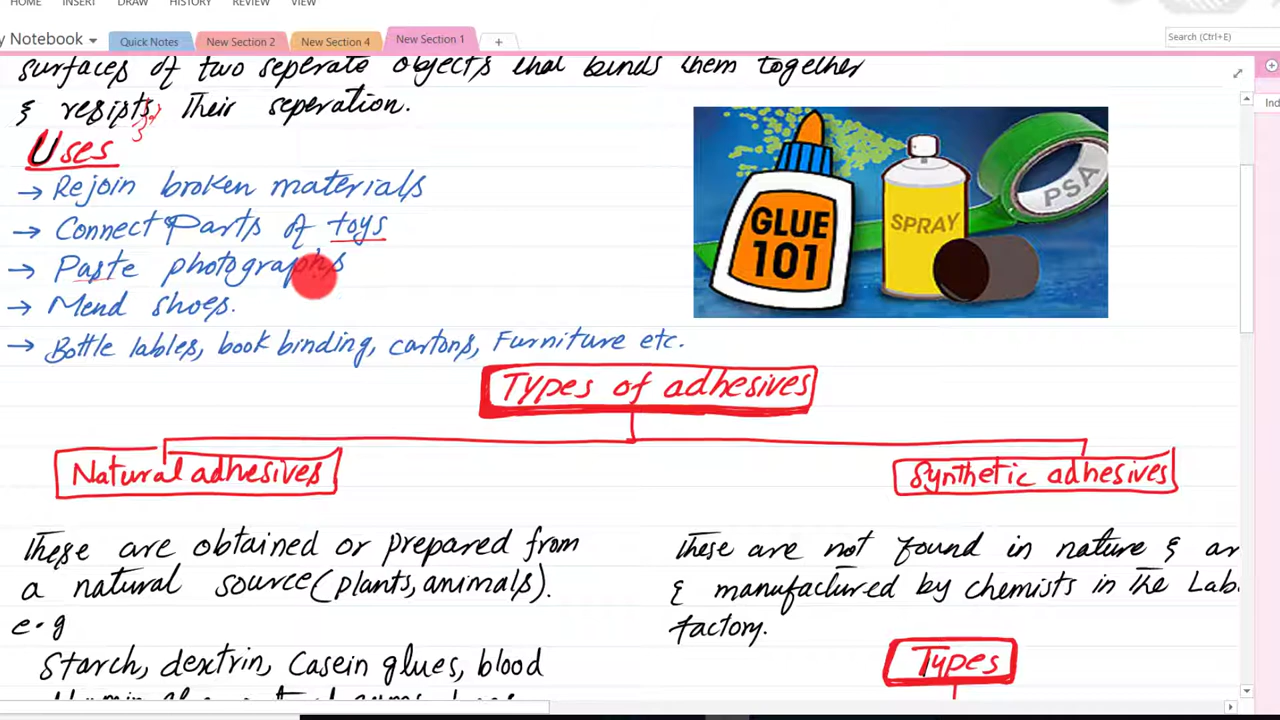 HOME INSERT DRAW HISTORY REVIEW VIEW
y Notebook Quick Notes New Section 2 New Section 4 New Section 1 +
Search (Ctrl+E)
surfaces of two seperate objects that binds them together
& resists their seperation.
Uses
→ Rejoin broken materials
→ Connect Parts of toys
→ Paste photographs
→ Mend shoes.
→ Bottle lables, book binding, cartons, Furniture etc.
GLUE
101
SPRAY
PSA
Types of adhesives
Natural adhesives
Synthetic adhesives
These are obtained or prepared from
a natural source (plants, animals).
e.g
Starch, dextrin, Casein glues, blood
These are not found in nature & ar
& manufactured by chemists in the Lab.
factory.
Types
Ind